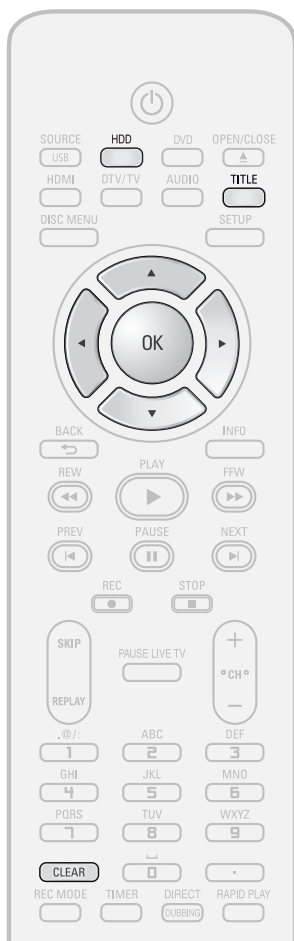 SOURCE HDD DVD OPEN/CLOSE
USB
HDMI DTV/TV AUDIO TITLE
DISC MENU SETUP
OK
BACK INFO
REW PLAY FFW
PREV PAUSE NEXT
REC STOP
SKIP PAUSE LIVE TV +
CH
REPLAY –
.@/: ABC DEF
1 2 3
GHI JKL MNO
4 5 6
PQRS TUV WXYZ
7 8 9
CLEAR 0 .
REC MODE TIMER DIRECT RAPID PLAY
DUBBING